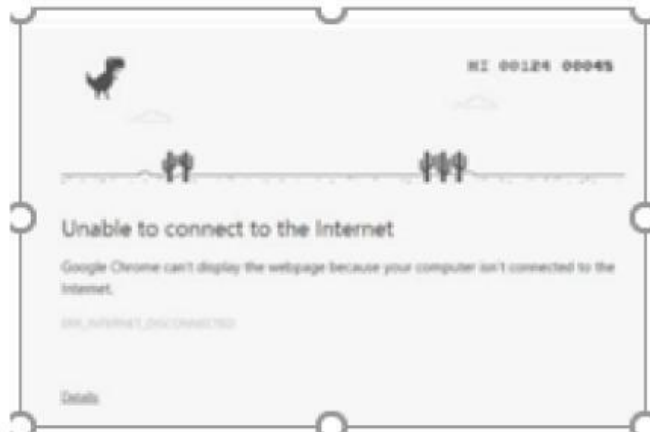 HI 00124 00045
Unable to connect to the Internet
Google Chrome can't display the webpage because your computer isn't connected to the
Internet.
ERR_INTERNET_DISCONNECTED
Details